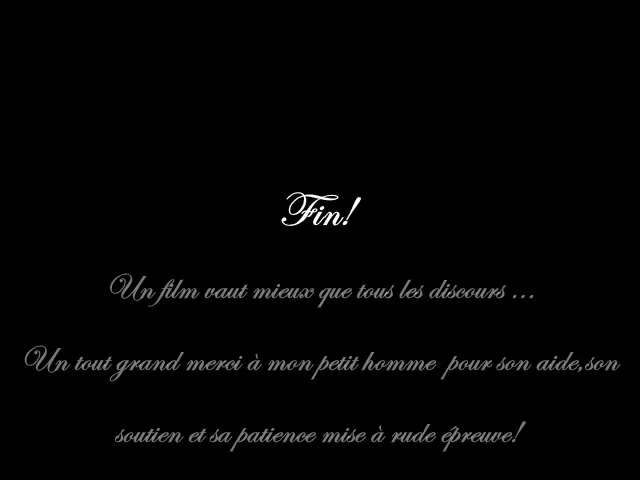 Fin!
Un film vaut mieux que tous les discours ...
Un tout grand merci à mon petit homme pour son aide,son
soutien et sa patience mise à rude épreuve!